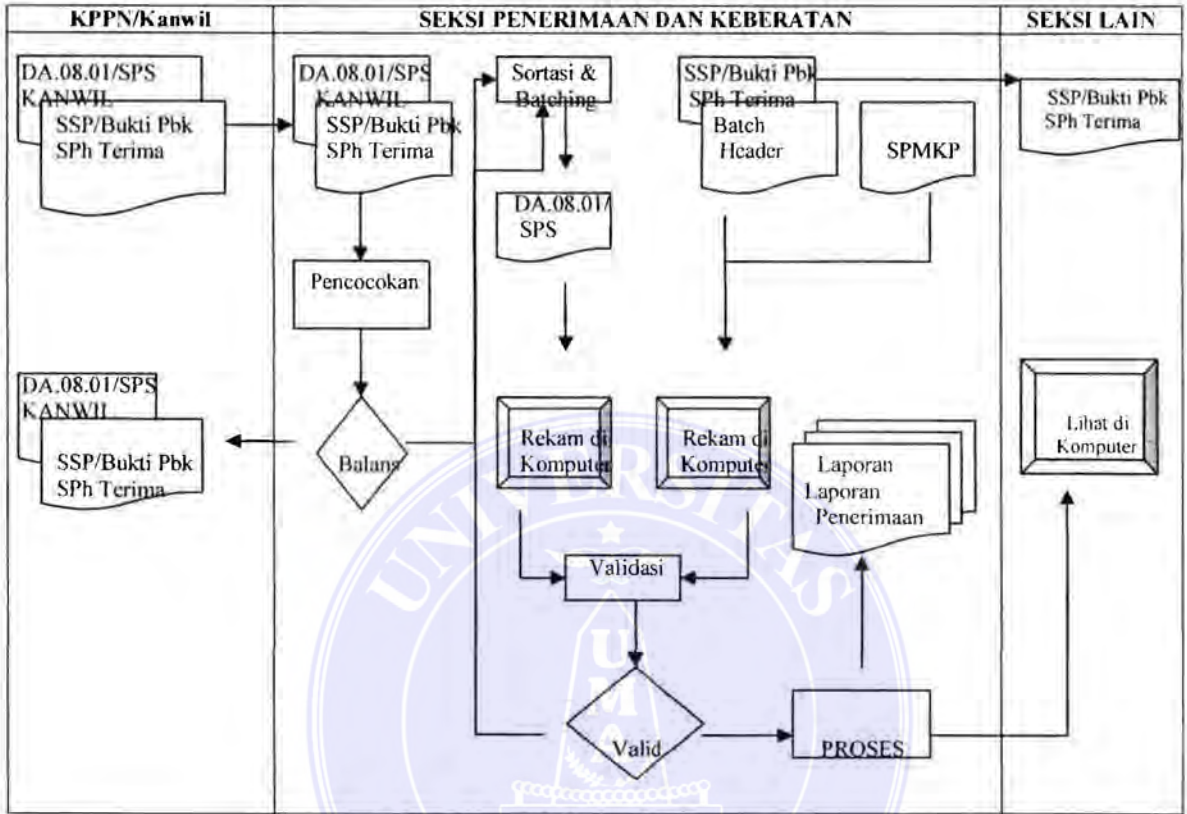 KPPN/Kanwil
SEKSI PENERIMAAN DAN KEBERATAN
SEKSI LAIN
DA.08.01/SPS
KANWIL
SSP/Bukti Pbk
SPh Terima
DA.08.01/SPS
KANWIL
SSP/Bukti Pbk
SPh Terima
Sortasi &
Batching
SSP/Bukti Pbk
SPh Terima
Batch
Header
SPMKP
SSP/Bukti Pbk
SPh Terima
DA.08.01/
SPS
Pencocokan
DA.08.01/SPS
KANWIL
SSP/Bukti Pbk
SPh Terima
Balans
Rekam di
Komputer
Rekam di
Komputer
Laporan
Laporan
Penerimaan
Lihat di
Komputer
Validasi
Valid
PROSES
UNIVERSITAS
UMA